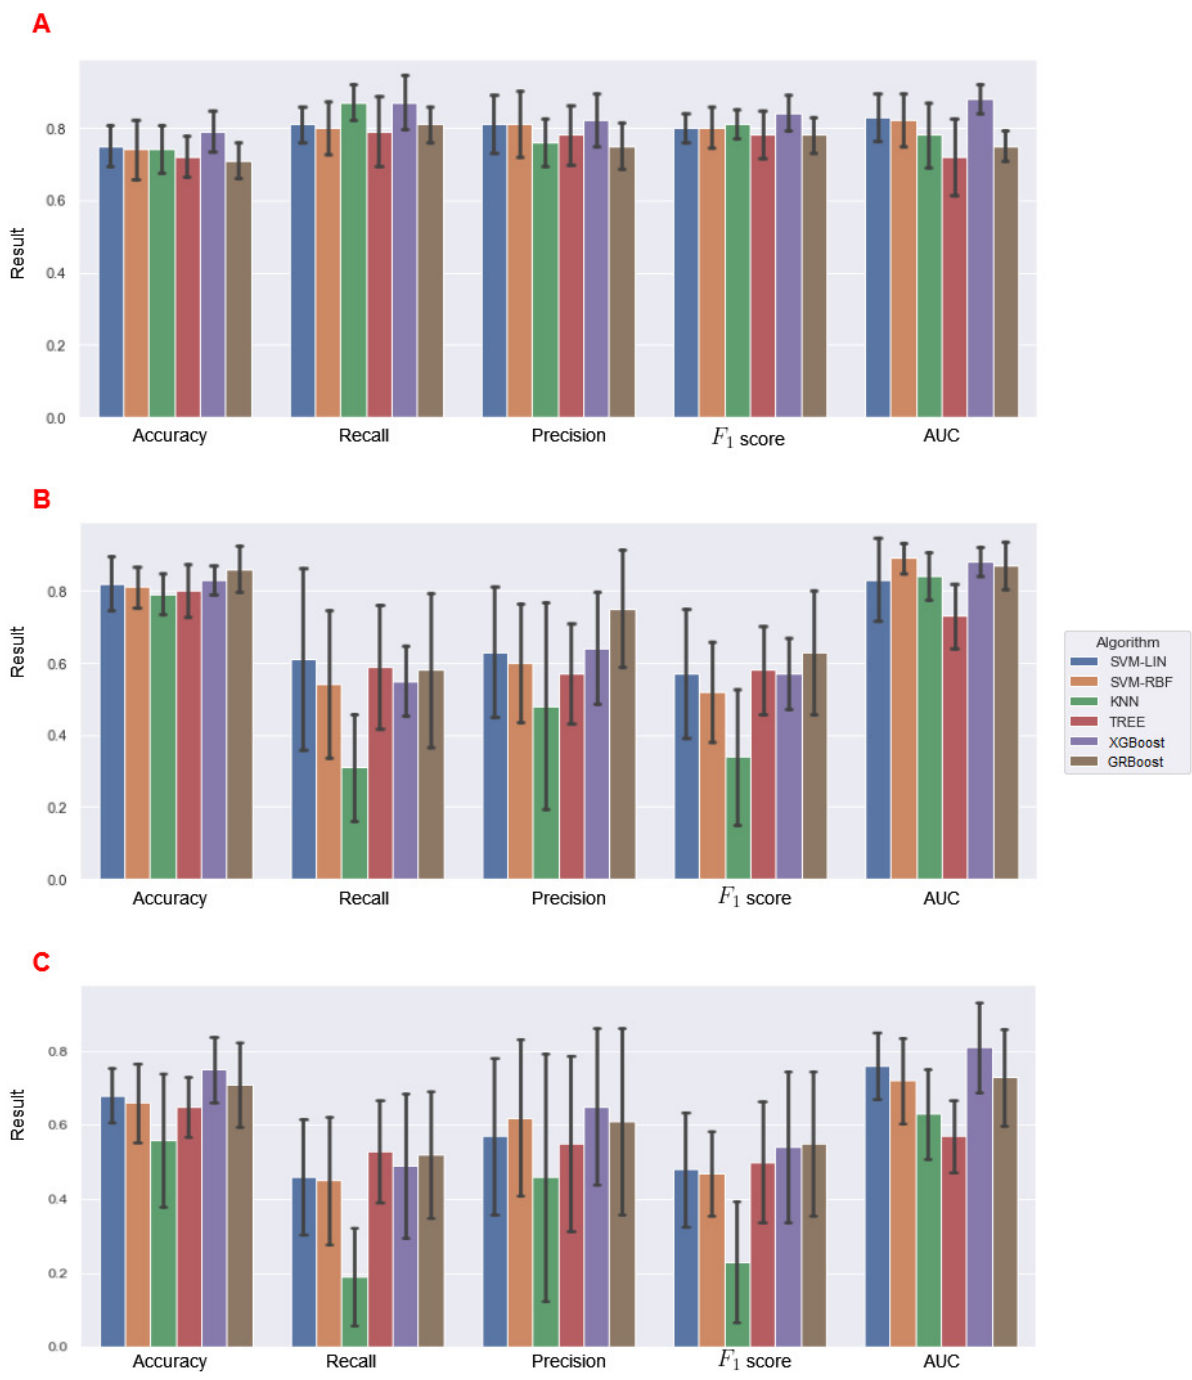 A
0.8
0.6
0.4
0.2
0.0
Result
Accuracy Recall Precision F1 score AUC
B
0.8
0.6
0.4
0.2
0.0
Result
Accuracy Recall Precision F1 score AUC
Algorithm
SVM-LIN
SVM-RBF
KNN
TREE
XGBoost
GRBoost
C
0.8
0.6
0.4
0.2
0.0
Result
Accuracy Recall Precision F1 score AUC